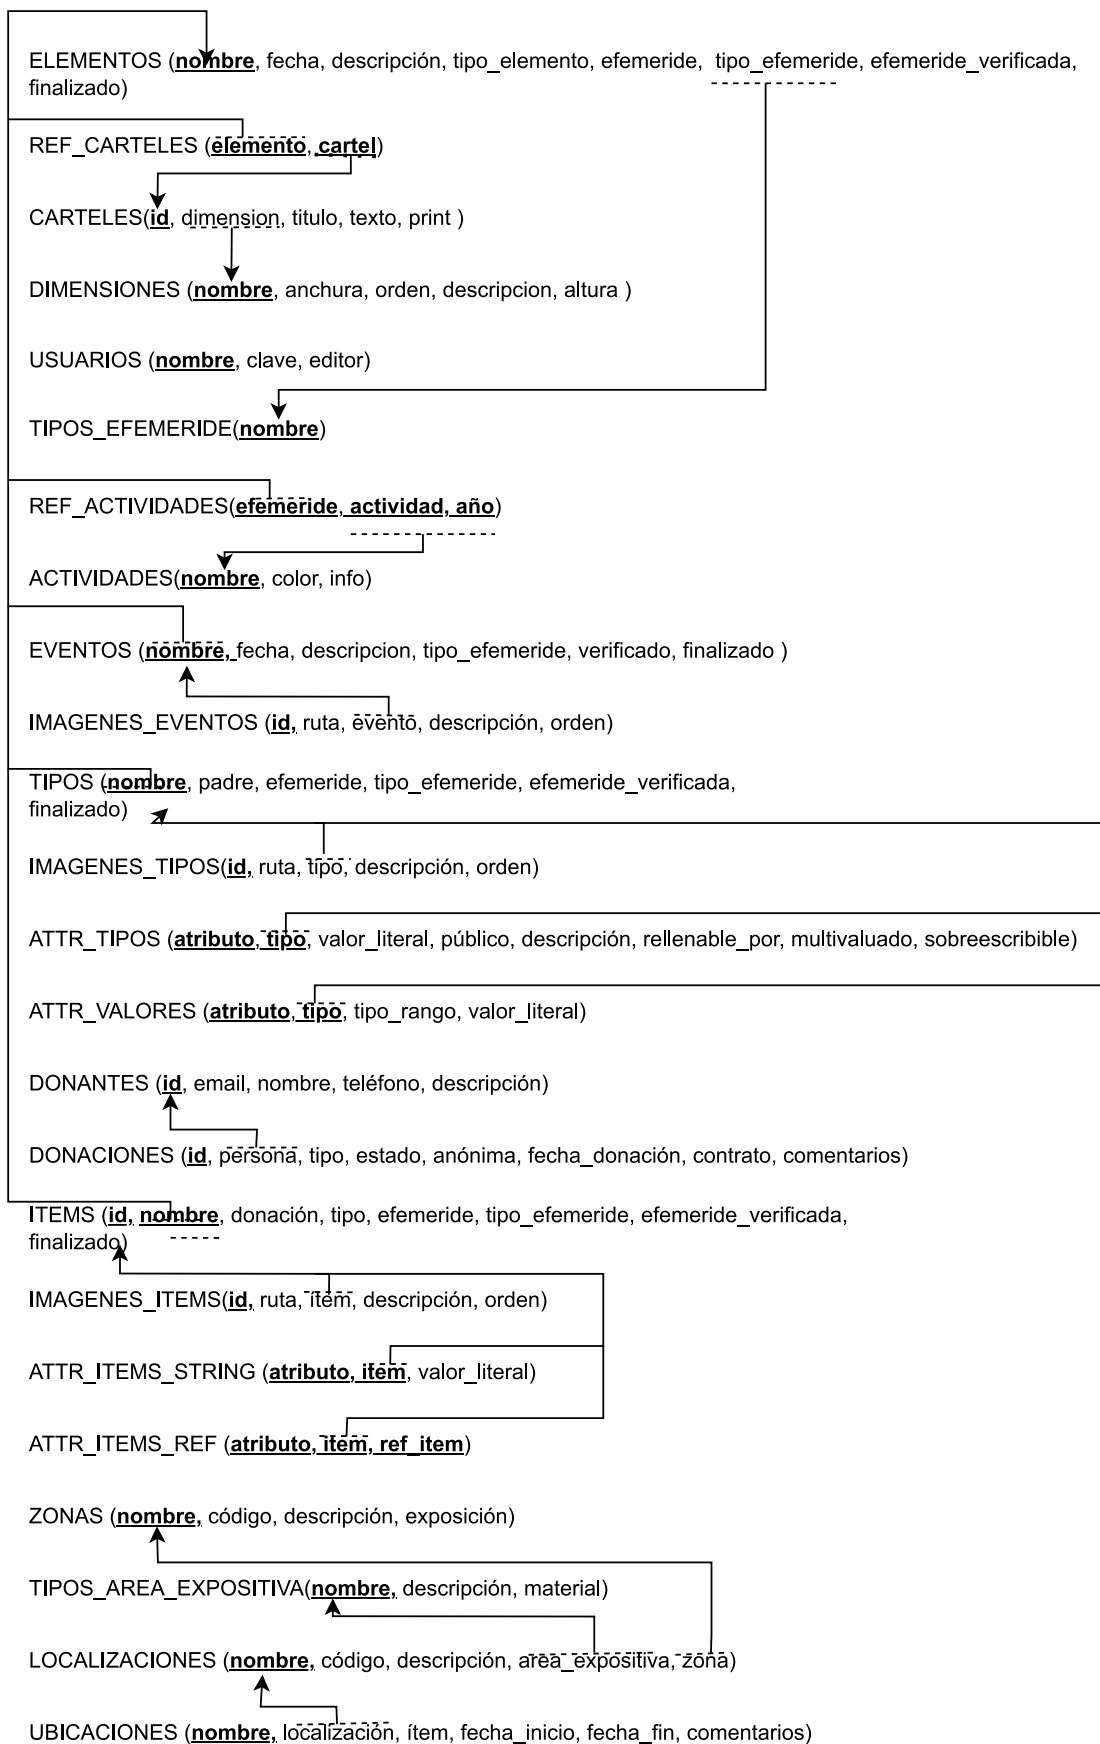 ELEMENTOS (nombre, fecha, descripción, tipo_elemento, efemeride, tipo_efemeride, efemeride_verificada,
finalizado)
REF_CARTELES (elemento, cartel)
CARTELES(id, dimension, titulo, texto, print )
DIMENSIONES (nombre, anchura, orden, descripcion, altura )
USUARIOS (nombre, clave, editor)
TIPOS_EFEMERIDE(nombre)
REF_ACTIVIDADES(efemeride, actividad, año)
ACTIVIDADES(nombre, color, info)
EVENTOS (nombre, fecha, descripcion, tipo_efemeride, verificado, finalizado )
IMAGENES_EVENTOS (id, ruta, evento, descripción, orden)
TIPOS (nombre, padre, efemeride, tipo_efemeride, efemeride_verificada,
finalizado)
IMAGENES_TIPOS(id, ruta, tipo, descripción, orden)
ATTR_TIPOS (atributo, tipo, valor_literal, público, descripción, rellenable_por, multivaluado, sobreescribible)
ATTR_VALORES (atributo, tipo, tipo_rango, valor_literal)
DONANTES (id, email, nombre, teléfono, descripción)
DONACIONES (id, persona, tipo, estado, anónima, fecha_donación, contrato, comentarios)
ITEMS (id, nombre, donación, tipo, efemeride, tipo_efemeride, efemeride_verificada,
finalizado)
IMAGENES_ITEMS(id, ruta, ítem, descripción, orden)
ATTR_ITEMS_STRING (atributo, item, valor_literal)
ATTR_ITEMS_REF (atributo, item, ref_item)
ZONAS (nombre, código, descripción, exposición)
TIPOS_AREA_EXPOSITIVA(nombre, descripción, material)
LOCALIZACIONES (nombre, código, descripción, area_expositiva, zona)
UBICACIONES (nombre, localización, ítem, fecha_inicio, fecha_fin, comentarios)